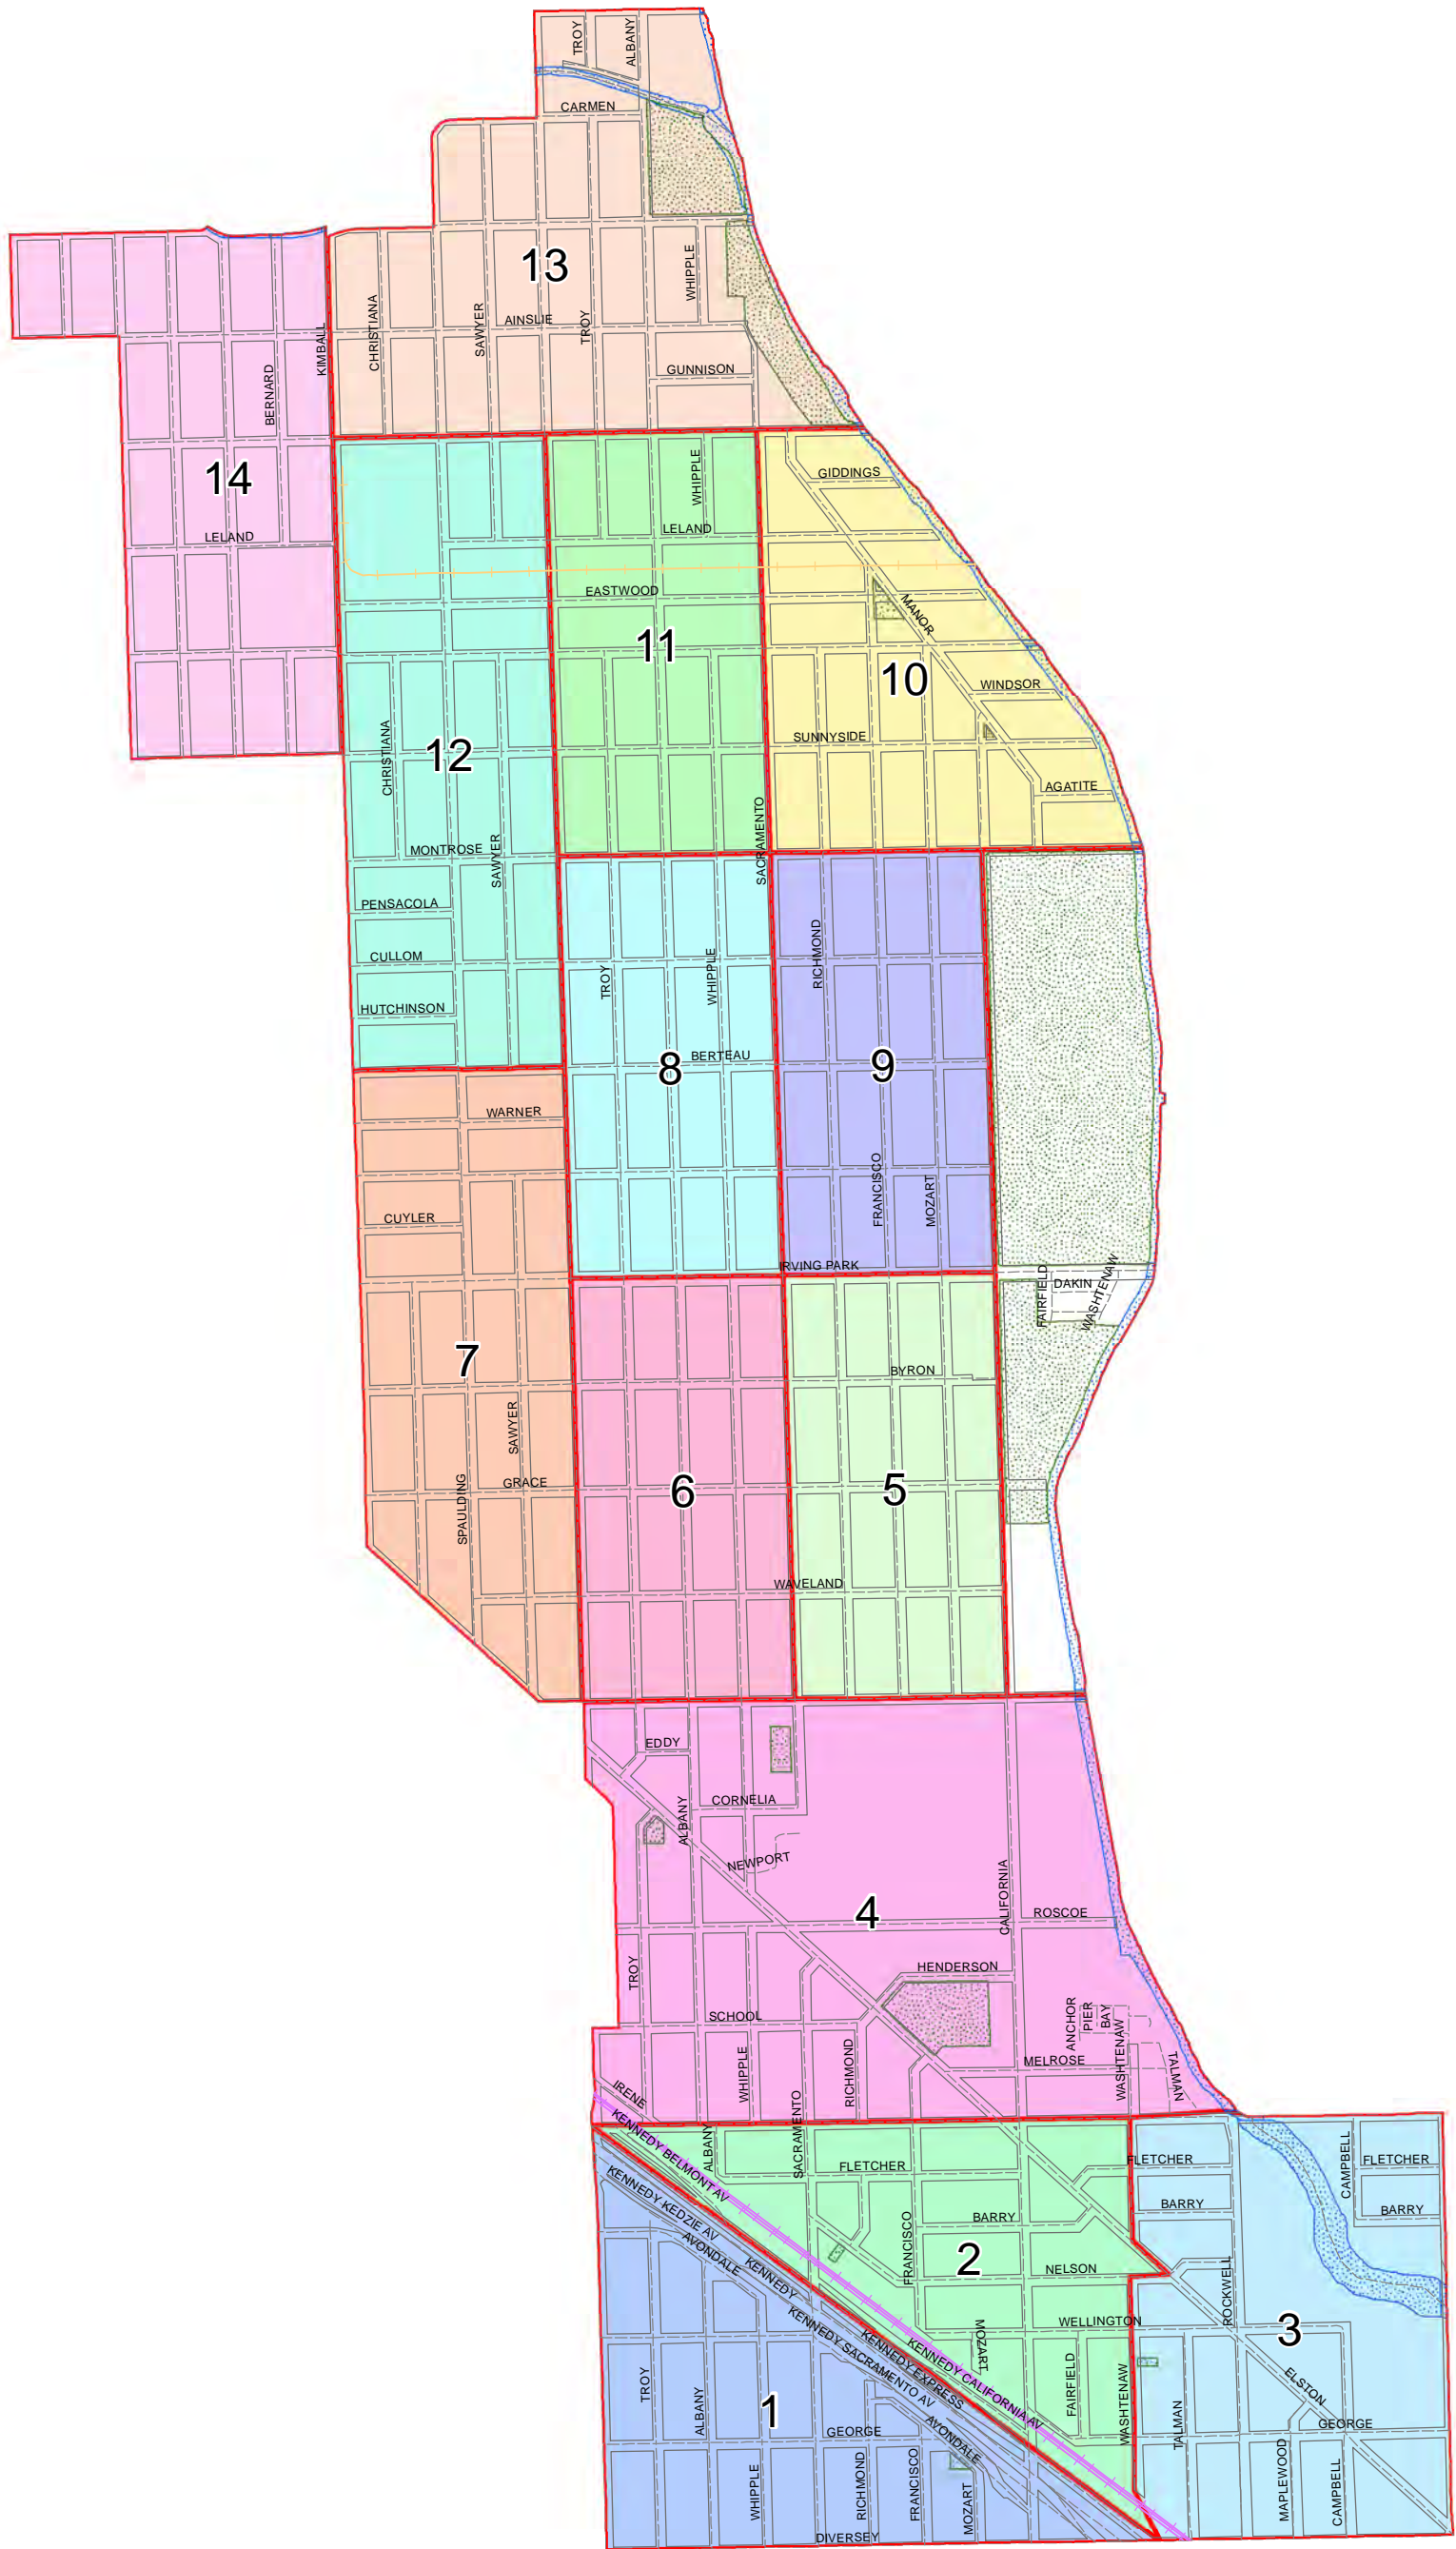 TROY
ALBANY
CARMEN
13
WHIPPLE
CHRISTIANA
SAWYER
AINSLIE
TROY
KIMBALL
GUNNISON
BERNARD
14
LELAND
WHIPPLE
GIDDINGS
LELAND
EASTWOOD
MANOR
11
10
WINDSOR
SUNNYSIDE
12
CHRISTIANA
AGATITE
SACRAMENTO
MONTROSE
SAWYER
PENSACOLA
CULLOM
HUTCHINSON
TROY
WHIPPLE
RICHMOND
BERTEAU
8
9
WARNER
CUYLER
FRANCISCO
MOZART
IRVING PARK
FAIRFIELD
DAKIN
WASHTENAW
7
BYRON
SAWYER
GRACE
SPAULDING
6
5
WAVELAND
EDDY
CORNELIA
ALBANY
NEWPORT
4
CALIFORNIA
ROSCOE
TROY
HENDERSON
SCHOOL
ANCHOR
PIER
BAY
WASHTENAW
TALMAN
MELROSE
WHIPPLE
RICHMOND
SACRAMENTO
IRENE
KENNEDY BELMONT AV
ALBANY
FLETCHER
FLETCHER
CAMPBELL
FLETCHER
KENNEDY KEDZIE AV
BARRY
BARRY
BARRY
AVONDALE
KENNEDY
FRANCISCO
2
NELSON
ROCKWELL
WELLINGTON
3
KENNEDY SACRAMENTO AV
KENNEDY EXPRESS
KENNEDY CALIFORNIA AV
MOZART
FAIRFIELD
WASHTENAW
ELSTON
TROY
ALBANY
1
GEORGE
AVONDALE
TALMAN
GEORGE
WHIPPLE
RICHMOND
FRANCISCO
MOZART
MAPLEWOOD
CAMPBELL
DIVERSEY